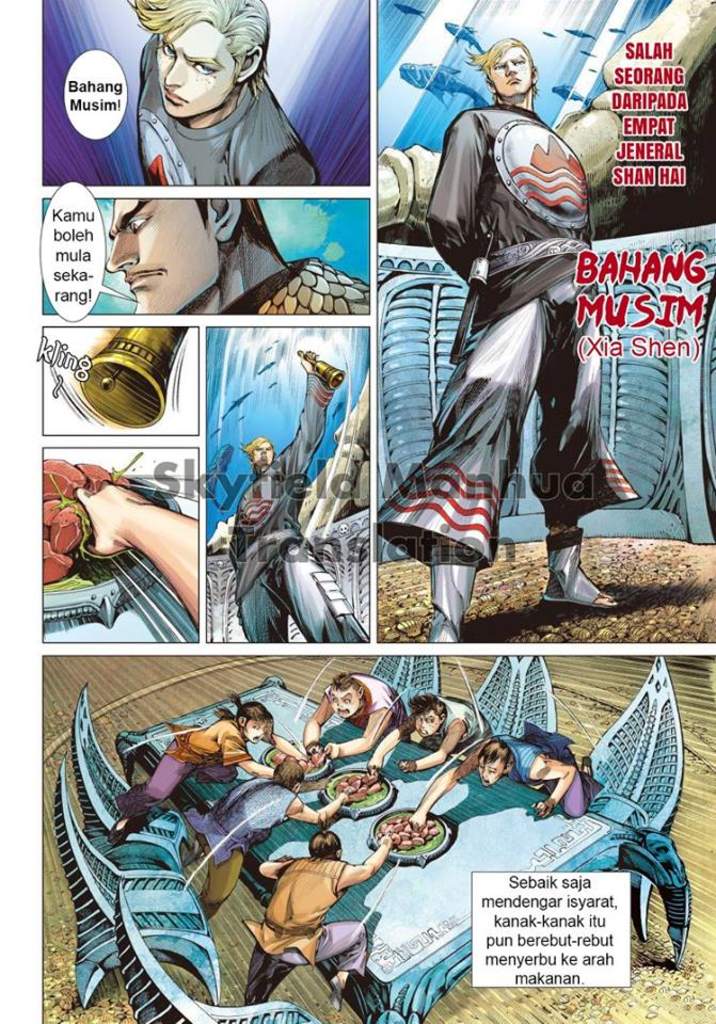 Bahang
Musim!
SALAH
SEORANG
DARIPADA
EMPAT
JENERAL
SHAN HAI
BAHANG
MUSIM
(Xia Shen)
Kamu
boleh
mula
seka-
rang!
kling
Skyfield Manhua
Translation
Sebaik saja
mendengar isyarat,
kanak-kanak itu
pun berebut-rebut
menyerbu ke arah
makanan.